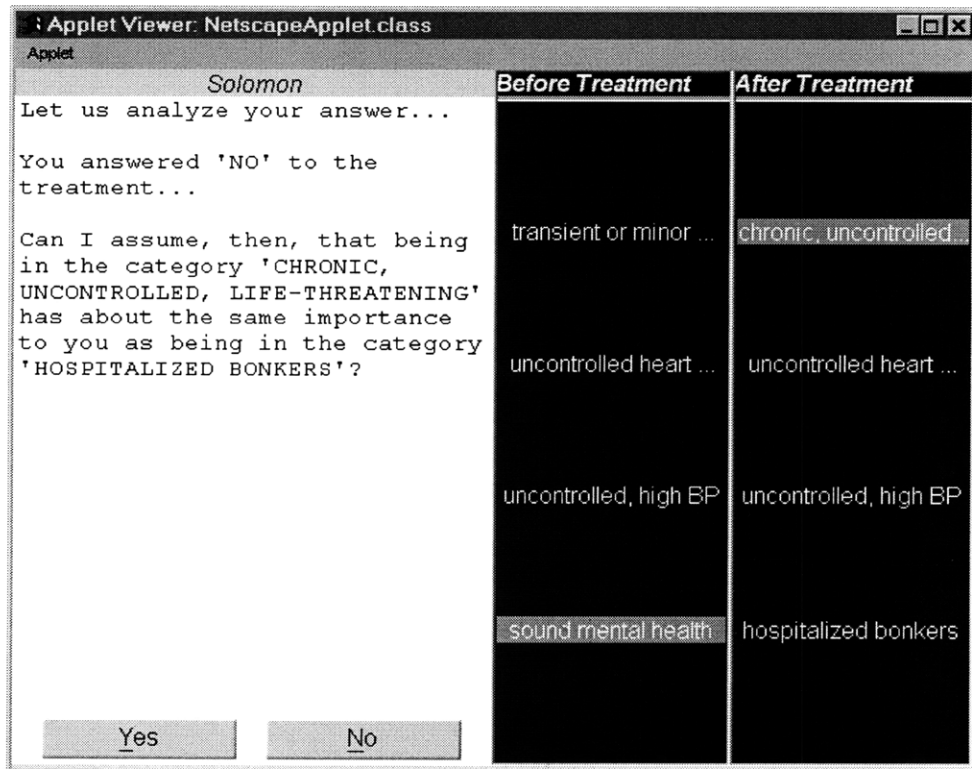 Applet Viewer: NetscapeApplet.class
Applet
Solomon
Let us analyze your answer...
You answered 'NO' to the
treatment...
Can I assume, then, that being
in the category 'CHRONIC,
UNCONTROLLED, LIFE-THREATENING'
has about the same importance
to you as being in the category
'HOSPITALIZED BONKERS'?
Yes
No
Before Treatment
After Treatment
transient or minor ...
chronic, uncontrolled...
uncontrolled heart ...
uncontrolled heart ...
uncontrolled, high BP
uncontrolled, high BP
sound mental health
hospitalized bonkers